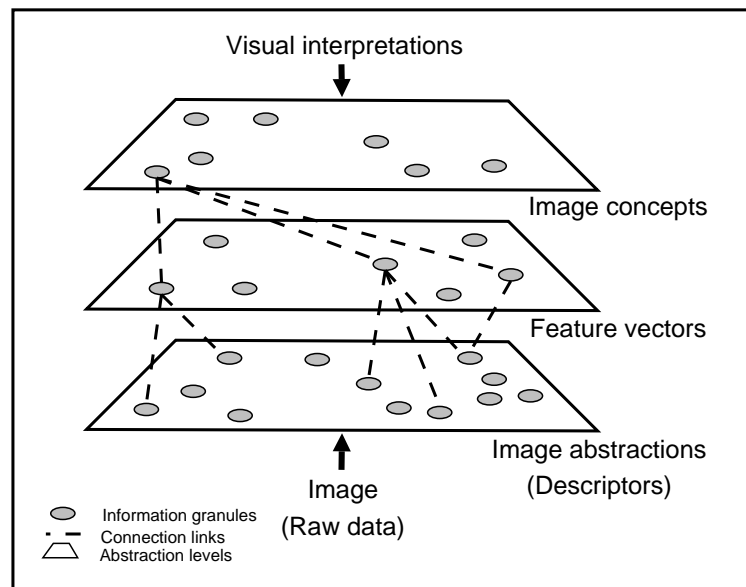 Visual interpretations
Image concepts
Feature vectors
Image abstractions
(Descriptors)
Image
(Raw data)
Information granules
Connection links
Abstraction levels